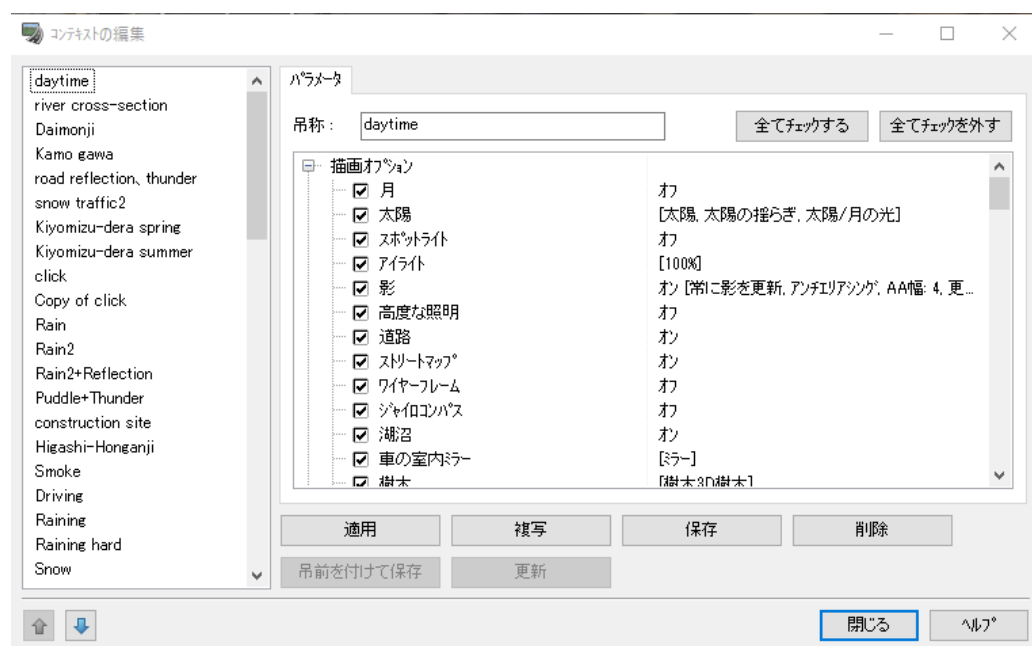 ｺﾝﾃｷｽﾄの編集
daytime
river cross-section
Daimonji
Kamo gawa
road reflection、thunder
snow traffic2
Kiyomizu-dera spring
Kiyomizu-dera summer
click
Copy of click
Rain
Rain2
Rain2+Reflection
Puddle+Thunder
construction site
Higashi-Honganji
Smoke
Driving
Raining
Raining hard
Snow
ﾊﾟﾗﾒｰﾀ
吊称： daytime 全てﾁｪｯｸする 全てﾁｪｯｸを外す
描画ｵﾌﾟｼｮﾝ
月 ｵﾌ
太陽 [太陽, 太陽の揺らぎ, 太陽/月の光]
ｽﾎﾟｯﾄﾗｲﾄ ｵﾌ
ｱｲﾗｲﾄ [100%]
影 ｵﾝ [常に影を更新, ｱﾝﾁｴﾘｱｼﾝｸﾞ, AA幅: 4, 更...
高度な照明 ｵﾌ
道路 ｵﾝ
ｽﾄﾘｰﾄﾏｯﾌﾟ ｵﾝ
ﾜｲﾔｰﾌﾚｰﾑ ｵﾌ
ｼﾞｬｲﾛｺﾝﾊﾟｽ ｵﾌ
湖沼 ｵﾝ
車の室内ﾐﾗｰ [ﾐﾗｰ]
樹木 [樹木3D樹木]
適用 複写 保存 削除
吊前を付けて保存 更新
閉じる ﾍﾙﾌﾟ